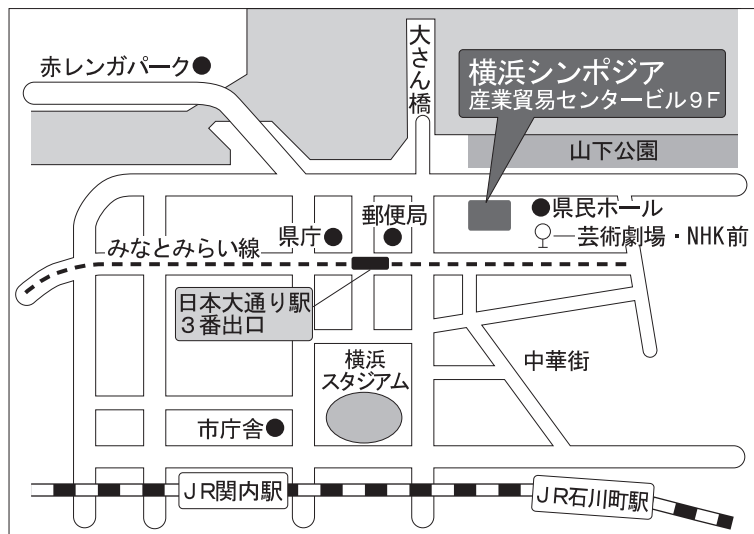 赤レンガパーク
大さん橋
横浜シンポジア
産業貿易センタービル9F
山下公園
県庁
郵便局
県民ホール
芸術劇場・NHK前
みなとみらい線
日本大通り駅
3番出口
横浜
スタジアム
中華街
市庁舎
JR関内駅
JR石川町駅